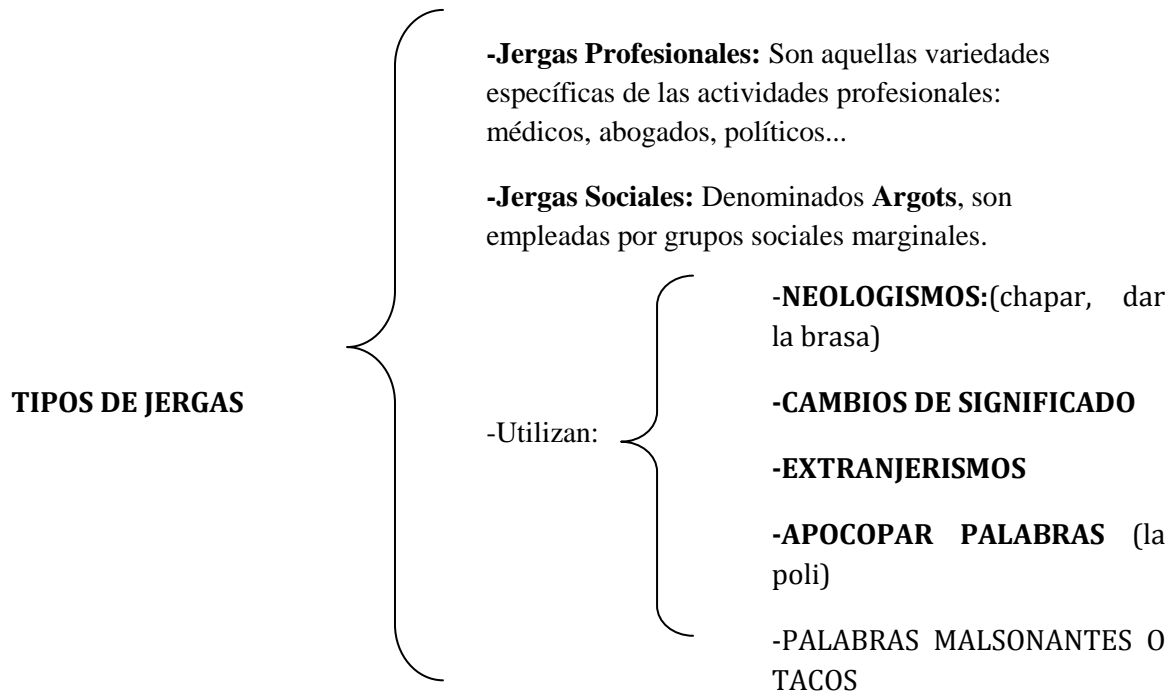 -Jergas Profesionales: Son aquellas variedades
específicas de las actividades profesionales:
médicos, abogados, políticos...
-Jergas Sociales: Denominados Argots, son
empleadas por grupos sociales marginales.
TIPOS DE JERGAS
-Utilizan:
-NEOLOGISMOS:(chapar, dar
la brasa)
-CAMBIOS DE SIGNIFICADO
-EXTRANJERISMOS
-APOCOPAR PALABRAS (la
poli)
-PALABRAS MALSONANTES O
TACOS